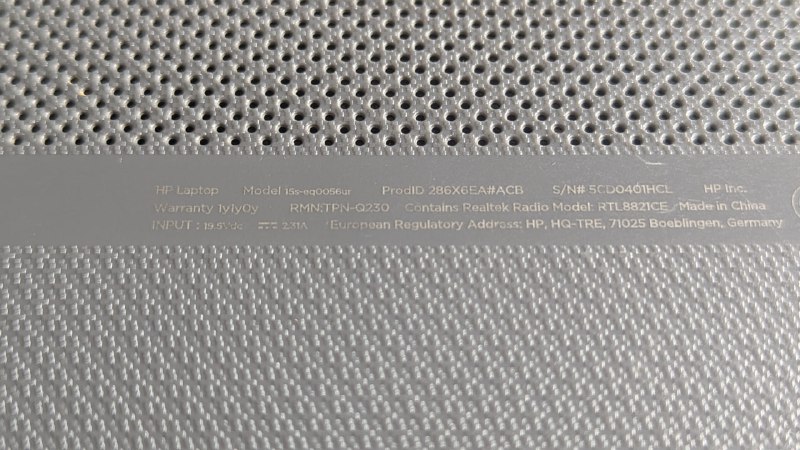 HP Laptop Model 15s-eq0056ur ProdID 286X6EA#ACB S/N# 5CD0401HCL HP Inc.
Warranty 1y1y0y RMN:TPN-Q230 Contains Realtek Radio Model: RTL8821CE Made in China
INPUT : 19.5Vdc 2.31A *European Regulatory Address: HP, HQ-TRE, 71025 Boeblingen, Germany